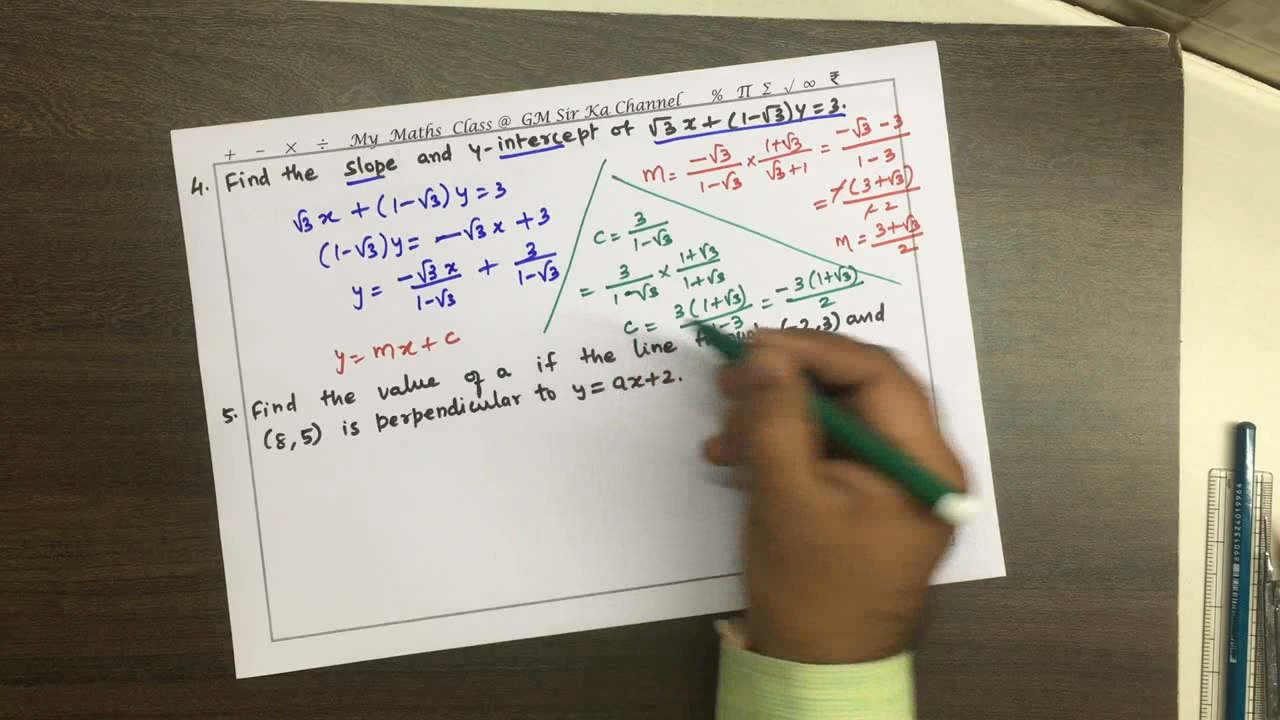 + − × ÷ My Maths Class @ GM Sir Ka Channel % Π Σ √ ∞ ₹
4. Find the slope and y-intercept of √3 x + (1-√3) y = 3.
√3 x + (1-√3) y = 3
(1-√3) y = -√3 x + 3
y = -√3 x / 1-√3 + 3 / 1-√3
y = mx + c
m = -√3 / 1-√3 × 1+√3 / √3+1 = -√3 - 3 / 1-3
= -(3+√3) / -2
m = 3+√3 / 2
c = 3 / 1-√3
= 3 / 1-√3 × 1+√3 / 1+√3
c = 3(1+√3) / 1-3 = -3(1+√3) / 2
5. Find the value of a if the line (-2,3) and
(8,5) is perpendicular to y = ax+2.
8901324019964